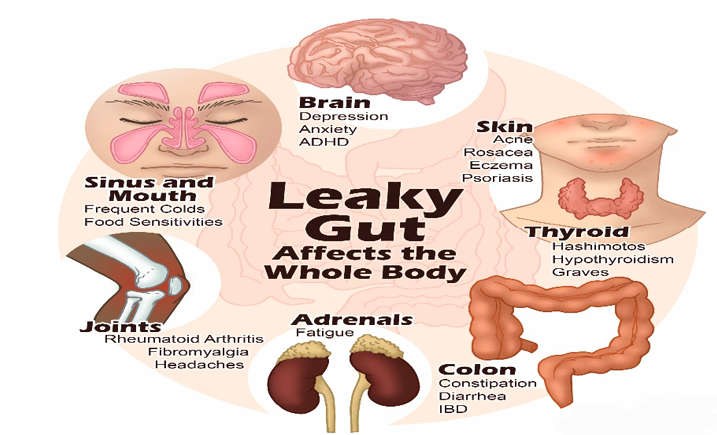 Brain
Depression
Anxiety
ADHD
Skin
Acne
Rosacea
Eczema
Psoriasis
Sinus and
Mouth
Frequent Colds
Food Sensitivities
Leaky
Gut
Affects the
Whole Body
Thyroid
Hashimotos
Hypothyroidism
Graves
Joints
Rheumatoid Arthritis
Fibromyalgia
Headaches
Adrenals
Fatigue
Colon
Constipation
Diarrhea
IBD